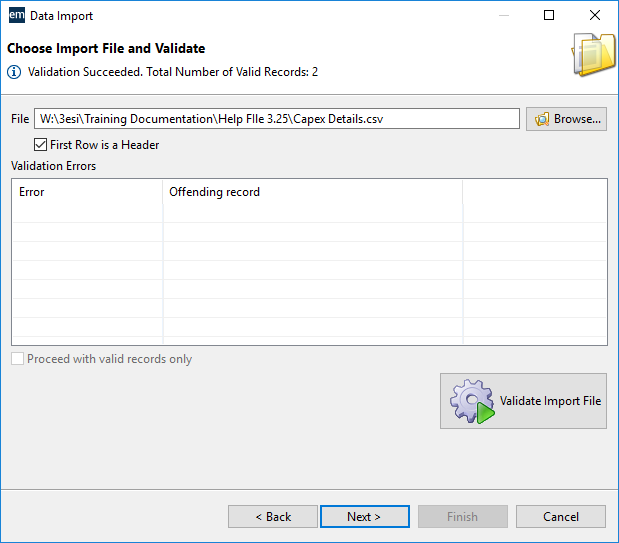 em Data Import
Choose Import File and Validate
Validation Succeeded. Total Number of Valid Records: 2
File W:\3esi\Training Documentation\Help FIle 3.25\Capex Details.csv Browse...
First Row is a Header
Validation Errors
Error Offending record
Proceed with valid records only
Validate Import File
< Back Next > Finish Cancel